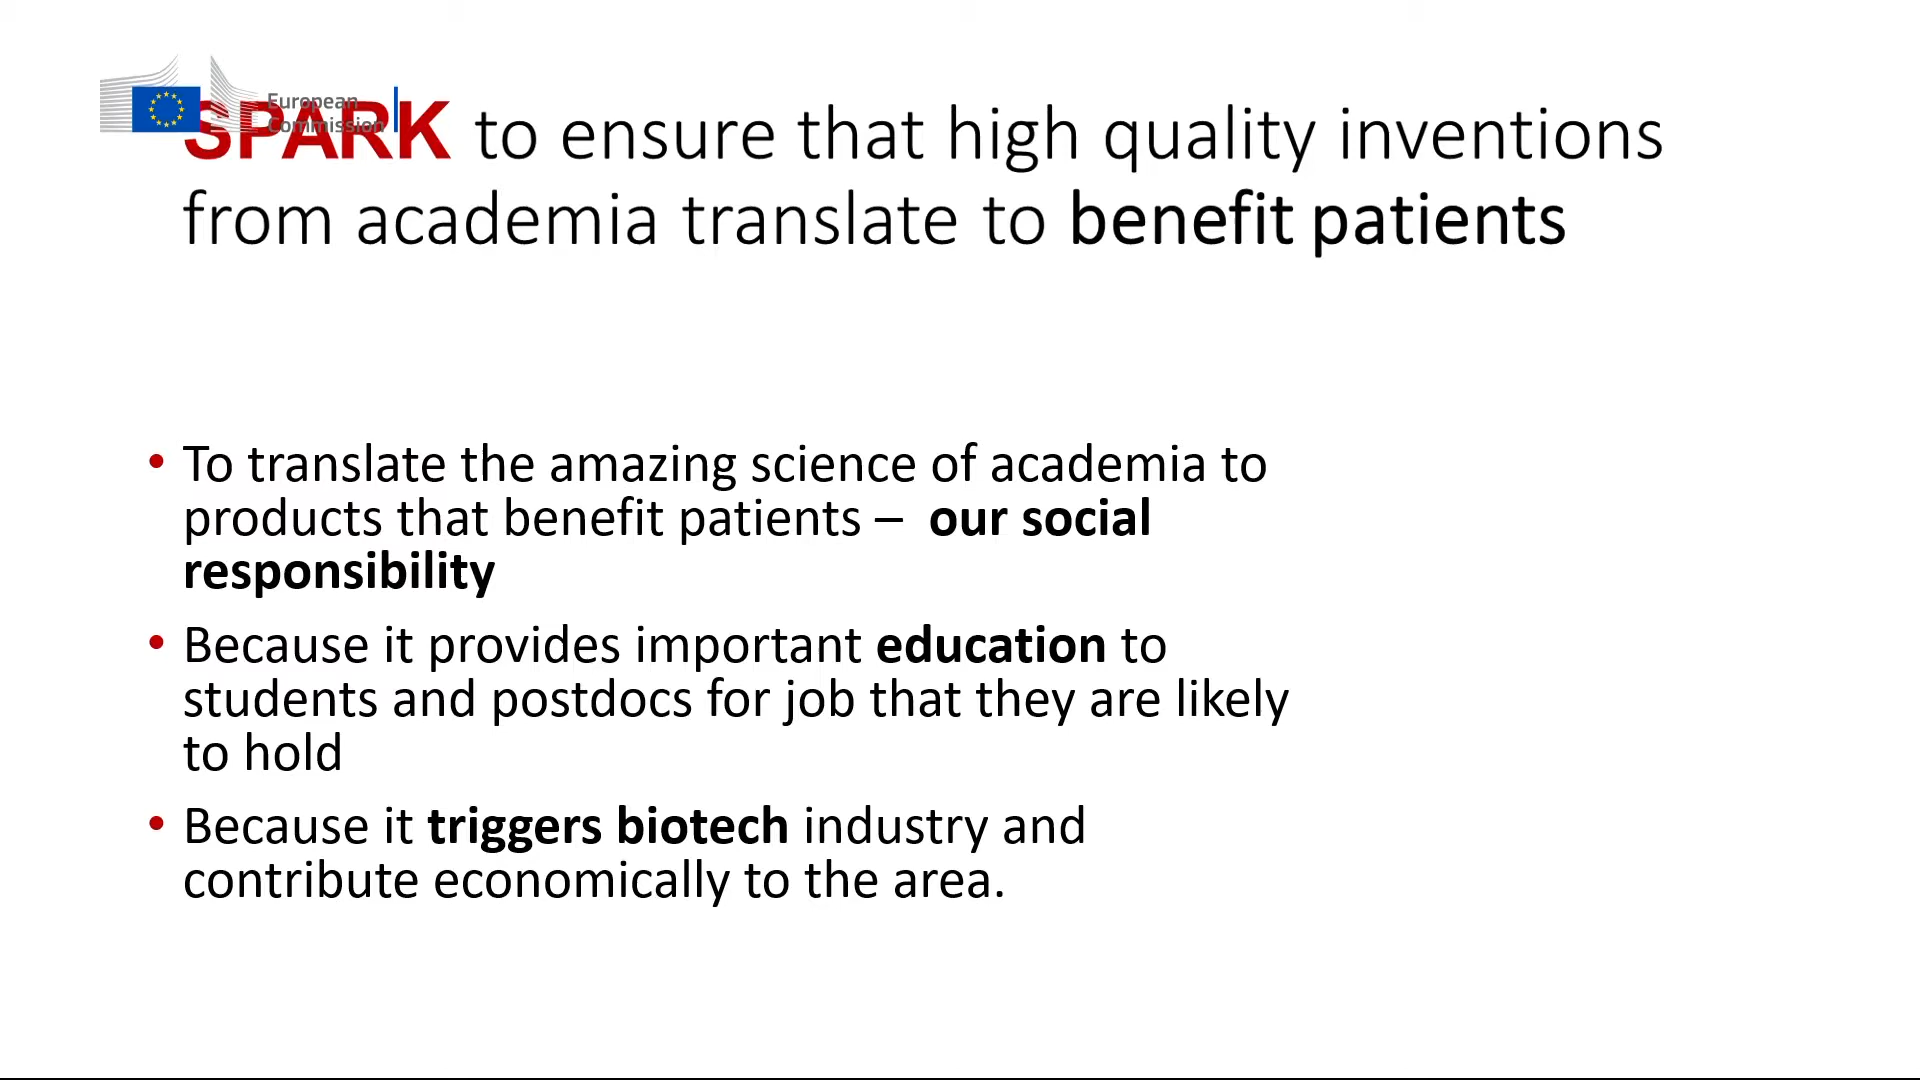 European
Commission
SPARK to ensure that high quality inventions
from academia translate to benefit patients
• To translate the amazing science of academia to
products that benefit patients – our social
responsibility
• Because it provides important education to
students and postdocs for job that they are likely
to hold
• Because it triggers biotech industry and
contribute economically to the area.